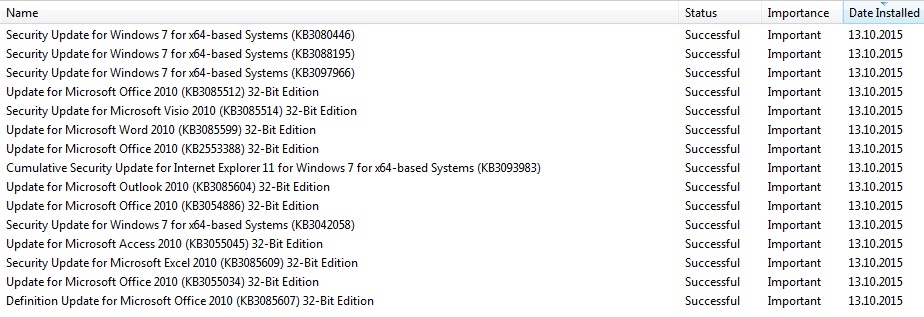 Name Status Importance Date Installed
Security Update for Windows 7 for x64-based Systems (KB3080446) Successful Important 13.10.2015
Security Update for Windows 7 for x64-based Systems (KB3088195) Successful Important 13.10.2015
Security Update for Windows 7 for x64-based Systems (KB3097966) Successful Important 13.10.2015
Update for Microsoft Office 2010 (KB3085512) 32-Bit Edition Successful Important 13.10.2015
Security Update for Microsoft Visio 2010 (KB3085514) 32-Bit Edition Successful Important 13.10.2015
Update for Microsoft Word 2010 (KB3085599) 32-Bit Edition Successful Important 13.10.2015
Update for Microsoft Office 2010 (KB2553388) 32-Bit Edition Successful Important 13.10.2015
Cumulative Security Update for Internet Explorer 11 for Windows 7 for x64-based Systems (KB3093983) Successful Important 13.10.2015
Update for Microsoft Outlook 2010 (KB3085604) 32-Bit Edition Successful Important 13.10.2015
Update for Microsoft Office 2010 (KB3054886) 32-Bit Edition Successful Important 13.10.2015
Security Update for Windows 7 for x64-based Systems (KB3042058) Successful Important 13.10.2015
Update for Microsoft Access 2010 (KB3055045) 32-Bit Edition Successful Important 13.10.2015
Security Update for Microsoft Excel 2010 (KB3085609) 32-Bit Edition Successful Important 13.10.2015
Update for Microsoft Office 2010 (KB3055034) 32-Bit Edition Successful Important 13.10.2015
Definition Update for Microsoft Office 2010 (KB3085607) 32-Bit Edition Successful Important 13.10.2015